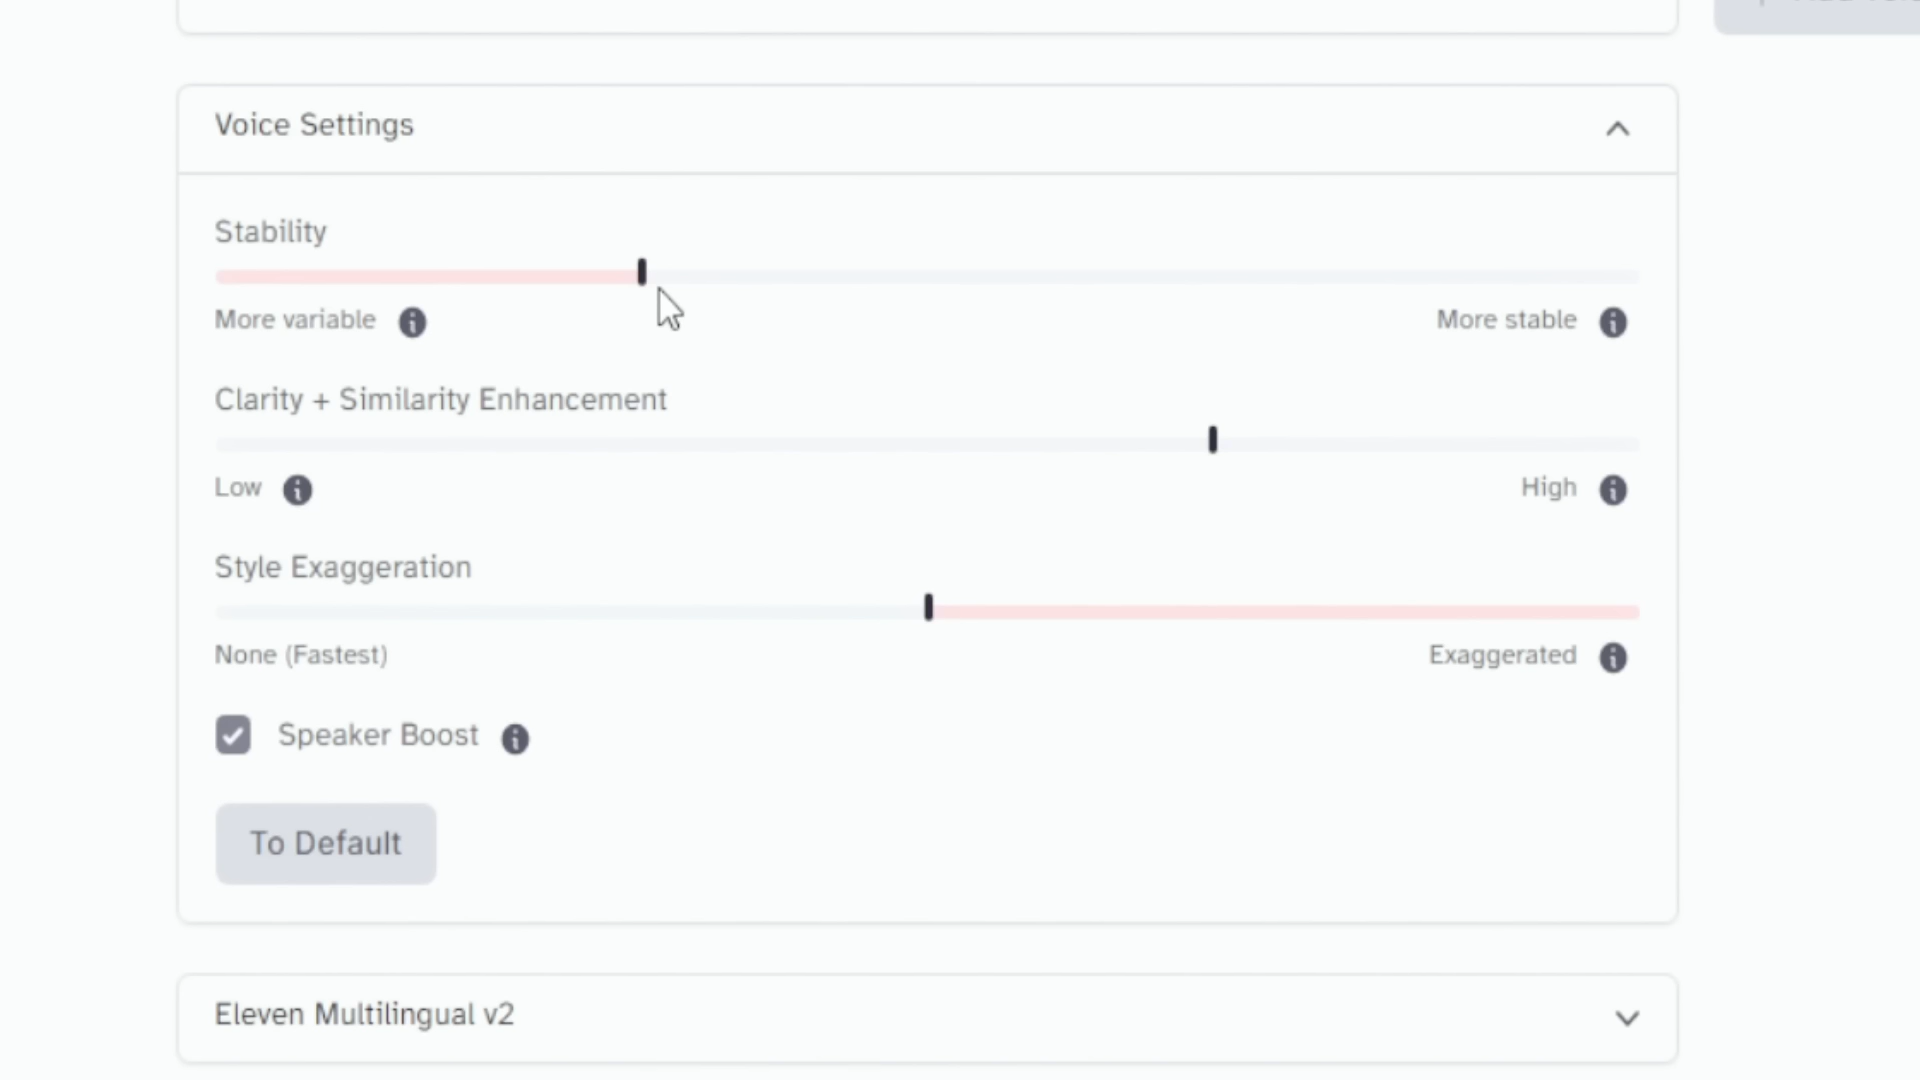 Voice Settings
Stability
More variable
More stable
Clarity + Similarity Enhancement
Low
High
Style Exaggeration
None (Fastest)
Exaggerated
Speaker Boost
To Default
Eleven Multilingual v2